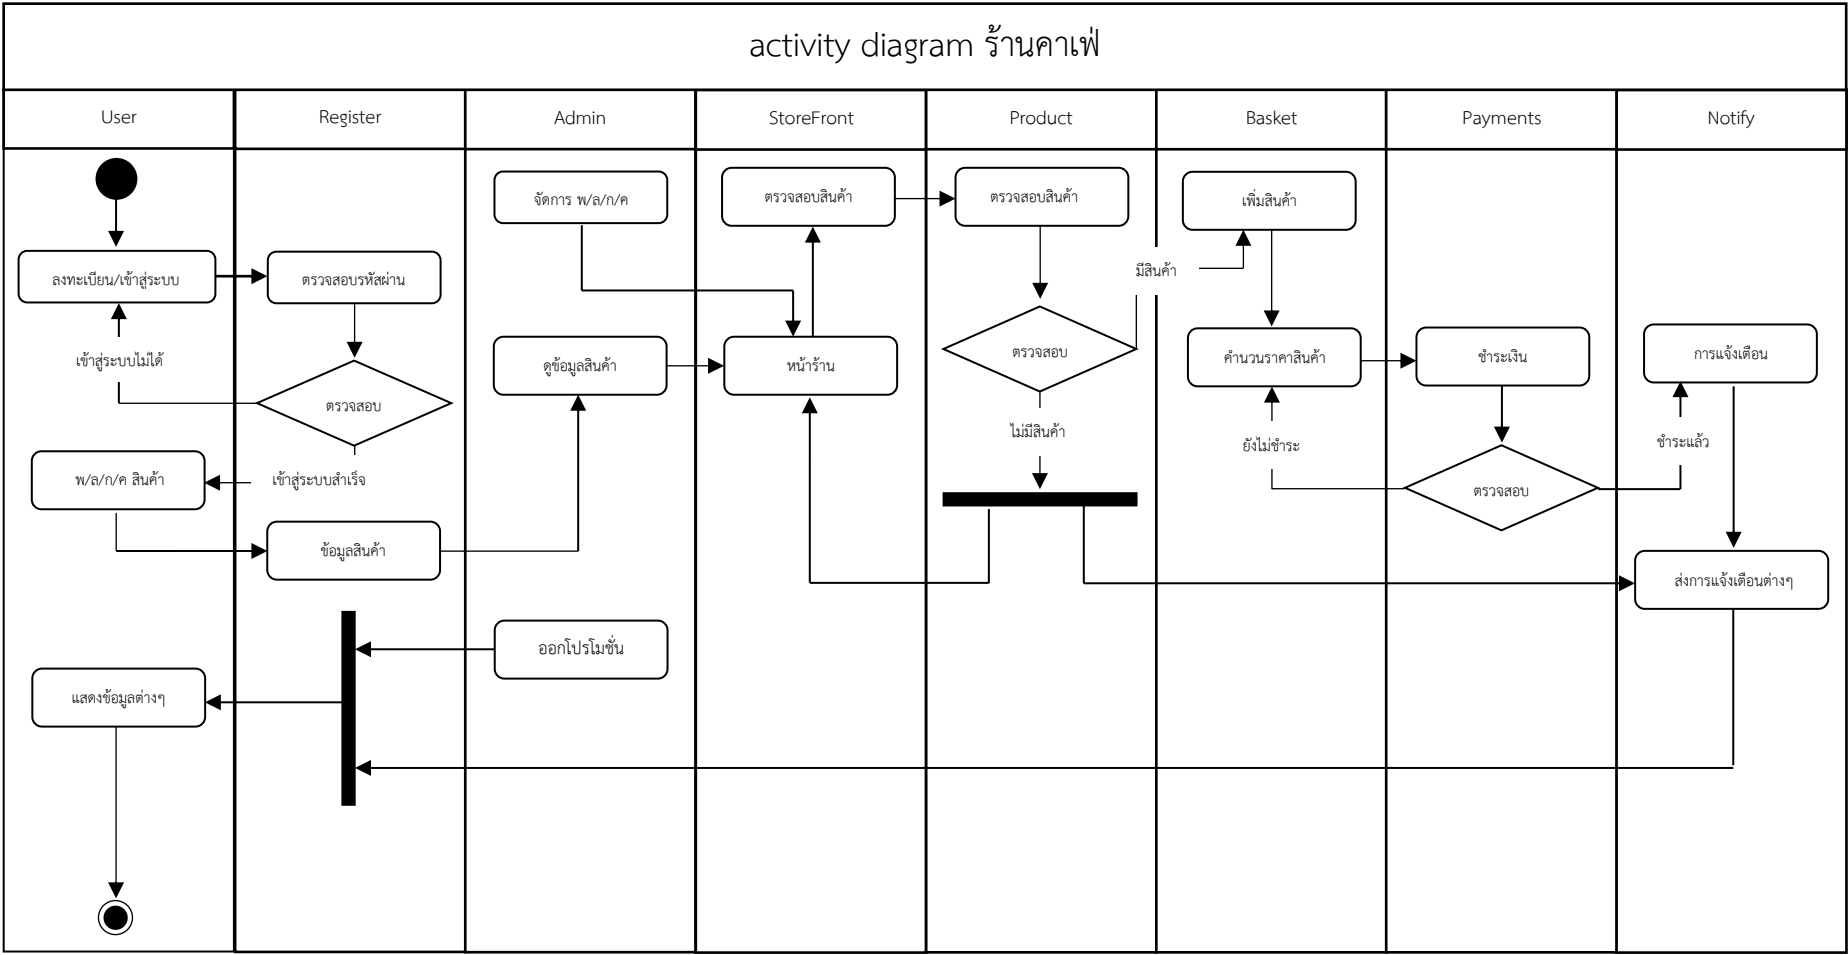 activity diagram ร้านคาเฟ่
User
Register
Admin
StoreFront
Product
Basket
Payments
Notify
จัดการ พ/ล/ก/ค
ตรวจสอบสินค้า
ตรวจสอบสินค้า
เพิ่มสินค้า
ลงทะเบียน/เข้าสู่ระบบ
ตรวจสอบรหัสผ่าน
มีสินค้า
เข้าสู่ระบบไม่ได้
ดูข้อมูลสินค้า
หน้าร้าน
ตรวจสอบ
คำนวนราคาสินค้า
ชำระเงิน
การแจ้งเตือน
ตรวจสอบ
ไม่มีสินค้า
ยังไม่ชำระ
ชำระแล้ว
พ/ล/ก/ค สินค้า
เข้าสู่ระบบสำเร็จ
ตรวจสอบ
ข้อมูลสินค้า
ส่งการแจ้งเตือนต่างๆ
ออกโปรโมชั่น
แสดงข้อมูลต่างๆ